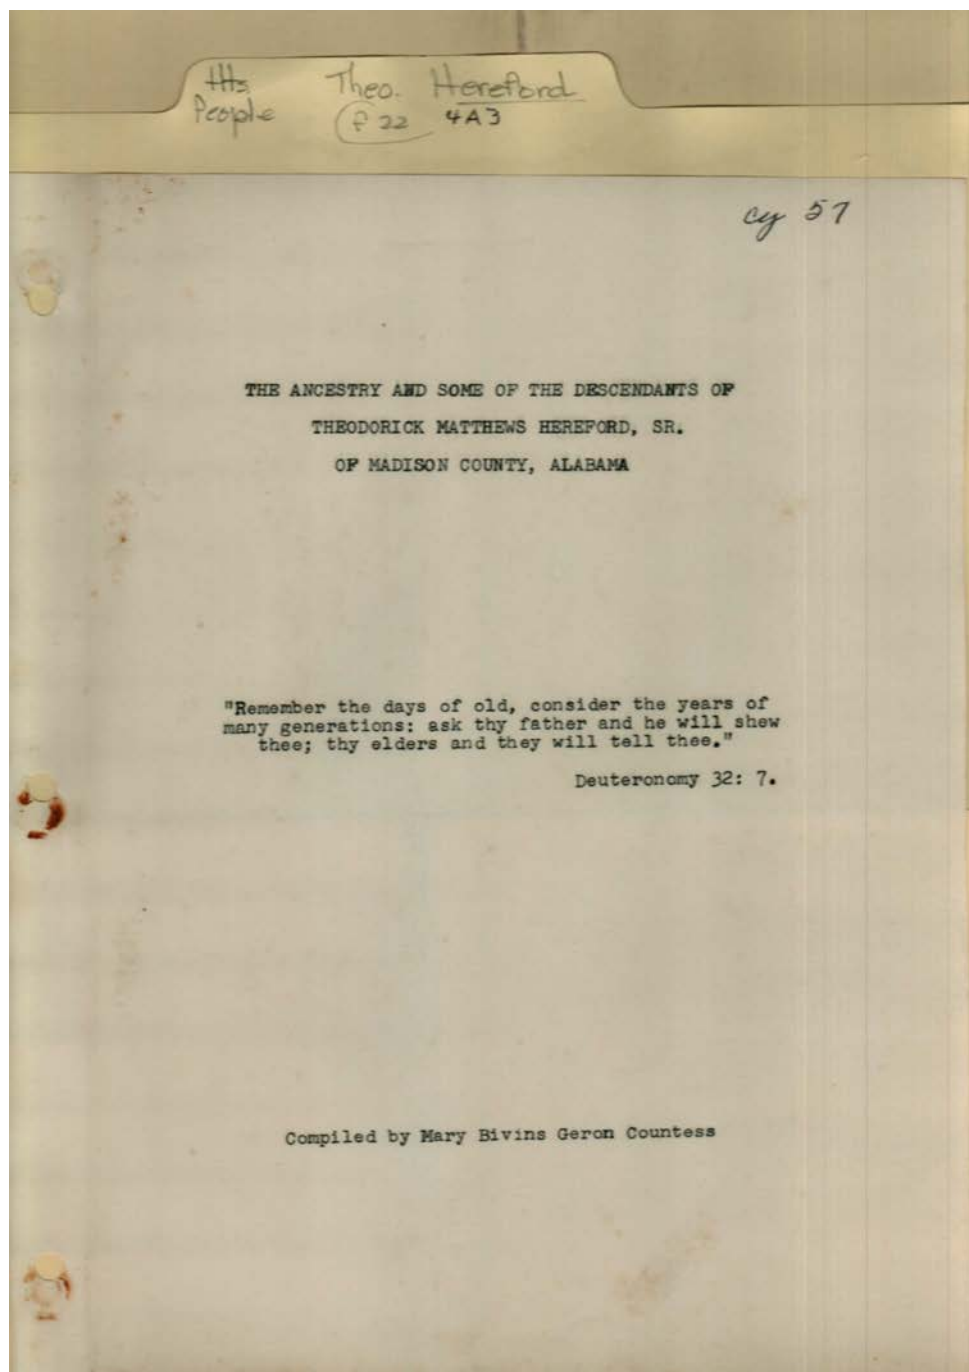 Hts Theo. Hereford
People p 22 4A3
cy 57
THE ANCESTRY AND SOME OF THE DESCENDANTS OF
THEODORICK MATTHEWS HEREFORD, SR.
OF MADISON COUNTY, ALABAMA
"Remember the days of old, consider the years of
many generations: ask thy father and he will shew
thee; thy elders and they will tell thee."
Deuteronomy 32: 7.
Compiled by Mary Bivins Geron Countess